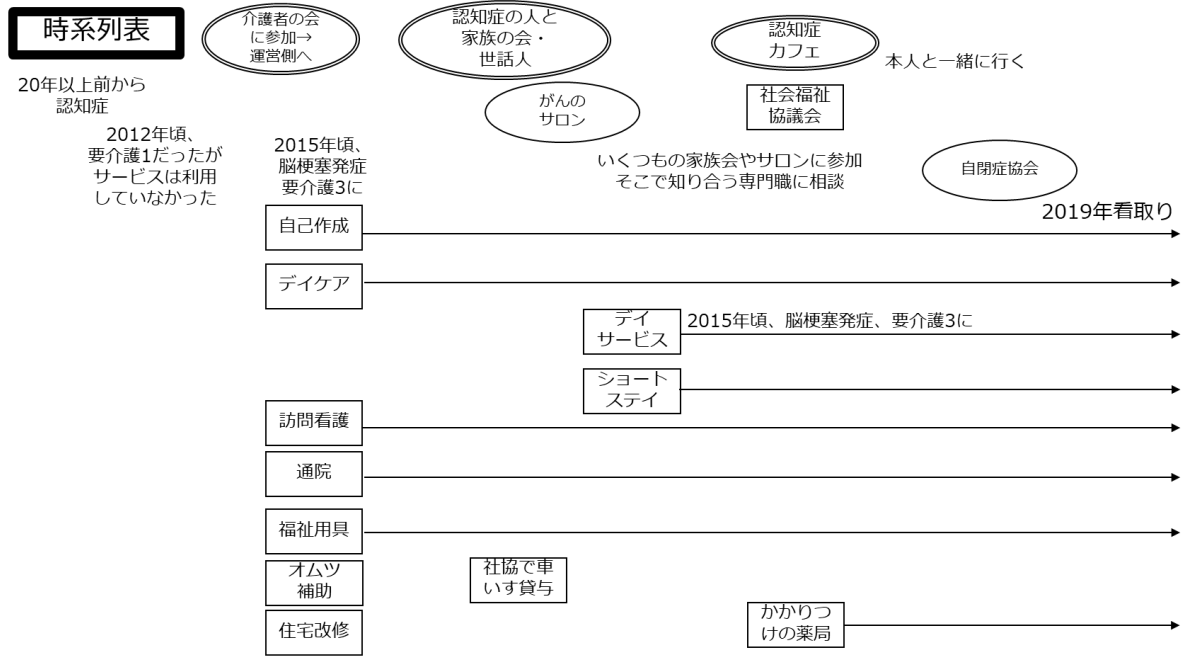 時系列表
介護者の会
に参加→
運営側へ
認知症の人と
家族の会・
世話人
認知症
カフェ
本人と一緒に行く
20年以上前から
認知症
がんの
サロン
社会福祉
協議会
2012年頃、
要介護1だったが
サービスは利用
していなかった
2015年頃、
脳梗塞発症
要介護3に
いくつもの家族会やサロンに参加
そこで知り合う専門職に相談
自閉症協会
2019年看取り
自己作成
デイケア
デイ
サービス
2015年頃、脳梗塞発症、要介護3に
ショート
ステイ
訪問看護
通院
福祉用具
オムツ
補助
社協で車
いす貸与
住宅改修
かかりつ
けの薬局